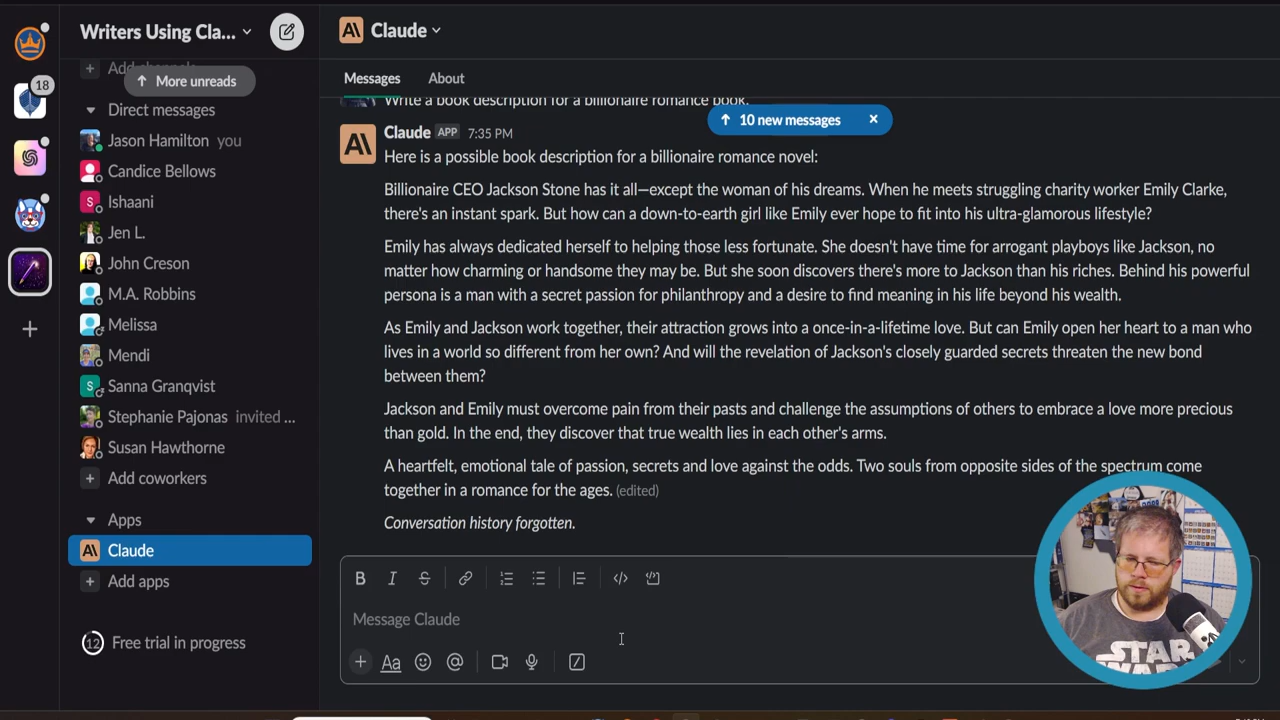 Writers Using Cla...
Claude
Add channels
More unreads
18
Messages
About
Direct messages
Jason Hamilton you
Candice Bellows
Ishaani
Jen L.
John Creson
M.A. Robbins
Melissa
Mendi
Sanna Granqvist
Stephanie Pajonas invited ...
Susan Hawthorne
Add coworkers
Apps
Claude
Add apps
12 Free trial in progress
Write a book description for a billionaire romance book.
10 new messages
Claude APP 7:35 PM
Here is a possible book description for a billionaire romance novel:
Billionaire CEO Jackson Stone has it all—except the woman of his dreams. When he meets struggling charity worker Emily Clarke,
there's an instant spark. But how can a down-to-earth girl like Emily ever hope to fit into his ultra-glamorous lifestyle?
Emily has always dedicated herself to helping those less fortunate. She doesn't have time for arrogant playboys like Jackson, no
matter how charming or handsome they may be. But she soon discovers there's more to Jackson than his riches. Behind his powerful
persona is a man with a secret passion for philanthropy and a desire to find meaning in his life beyond his wealth.
As Emily and Jackson work together, their attraction grows into a once-in-a-lifetime love. But can Emily open her heart to a man who
lives in a world so different from her own? And will the revelation of Jackson's closely guarded secrets threaten the new bond
between them?
Jackson and Emily must overcome pain from their pasts and challenge the assumptions of others to embrace a love more precious
than gold. In the end, they discover that true wealth lies in each other's arms.
A heartfelt, emotional tale of passion, secrets and love against the odds. Two souls from opposite sides of the spectrum come
together in a romance for the ages. (edited)
Conversation history forgotten.
Message Claude
STAR
WARS